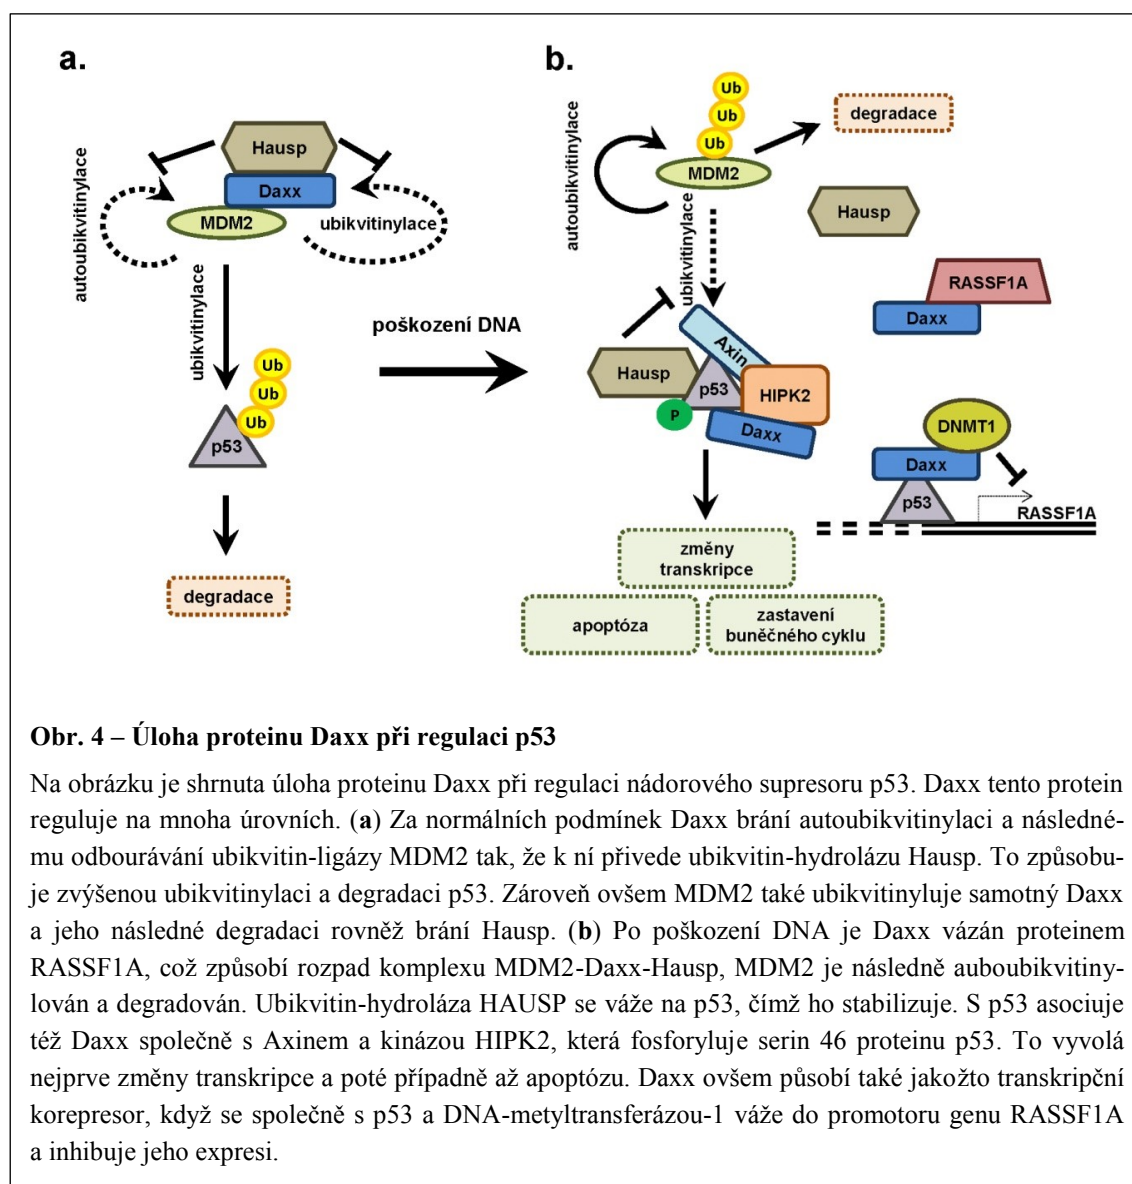 a.
Hausp
Daxx
MDM2
autoubikvitinylace
ubikvitinylace
ubikvitinylace
Ub
Ub
Ub
p53
degradace
poškození DNA
b.
Ub
Ub
Ub
MDM2
degradace
autoubikvitinylace
ubikvitinylace
Hausp
RASSF1A
Daxx
Axin
Hausp
p53
HIPK2
P
Daxx
DNMT1
Daxx
p53
RASSF1A
změny
transkripce
apoptóza
zastavení
buněčného cyklu
Obr. 4 – Úloha proteinu Daxx při regulaci p53
Na obrázku je shrnuta úloha proteinu Daxx při regulaci nádorového supresoru p53. Daxx tento protein
reguluje na mnoha úrovních. (a) Za normálních podmínek Daxx brání autoubikvitinylaci a následné-
mu odbourávání ubikvitin-ligázy MDM2 tak, že k ní přivede ubikvitin-hydrolázu Hausp. To způsobu-
je zvýšenou ubikvitinylaci a degradaci p53. Zároveň ovšem MDM2 také ubikvitinyluje samotný Daxx
a jeho následné degradaci rovněž brání Hausp. (b) Po poškození DNA je Daxx vázán proteinem
RASSF1A, což způsobí rozpad komplexu MDM2-Daxx-Hausp, MDM2 je následně auboubikvitiny-
lován a degradován. Ubikvitin-hydroláza HAUSP se váže na p53, čímž ho stabilizuje. S p53 asociuje
též Daxx společně s Axinem a kinázou HIPK2, která fosforyluje serin 46 proteinu p53. To vyvolá
nejprve změny transkripce a poté případně až apoptózu. Daxx ovšem působí také jakožto transkripční
korepresor, když se společně s p53 a DNA-metyltransferázou-1 váže do promotoru genu RASSF1A
a inhibuje jeho expresi.